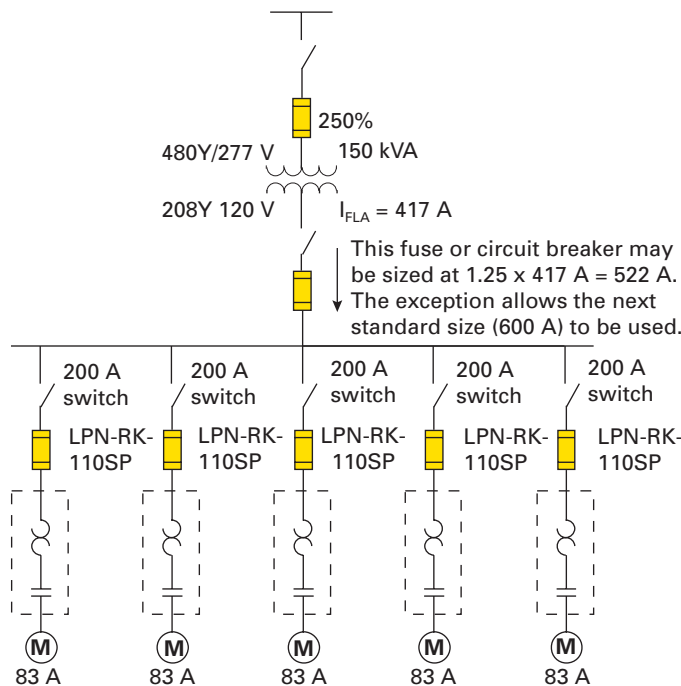 250%
480Y/277 V 150 kVA
208Y 120 V I_FLA = 417 A
This fuse or circuit breaker may
be sized at 1.25 x 417 A = 522 A.
The exception allows the next
standard size (600 A) to be used.
200 A 200 A 200 A 200 A 200 A
switch switch switch switch switch
LPN-RK- LPN-RK- LPN-RK- LPN-RK- LPN-RK-
110SP 110SP 110SP 110SP 110SP
M M M M M
83 A 83 A 83 A 83 A 83 A